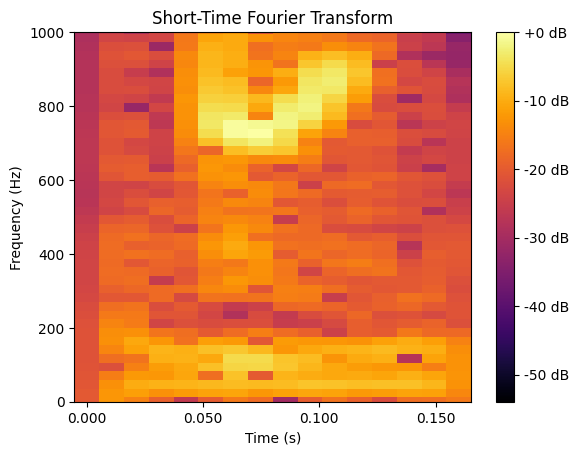 Short-Time Fourier Transform
1000
800
600
400
200
0
Frequency (Hz)
0.000
0.050
0.100
0.150
Time (s)
+0 dB
-10 dB
-20 dB
-30 dB
-40 dB
-50 dB